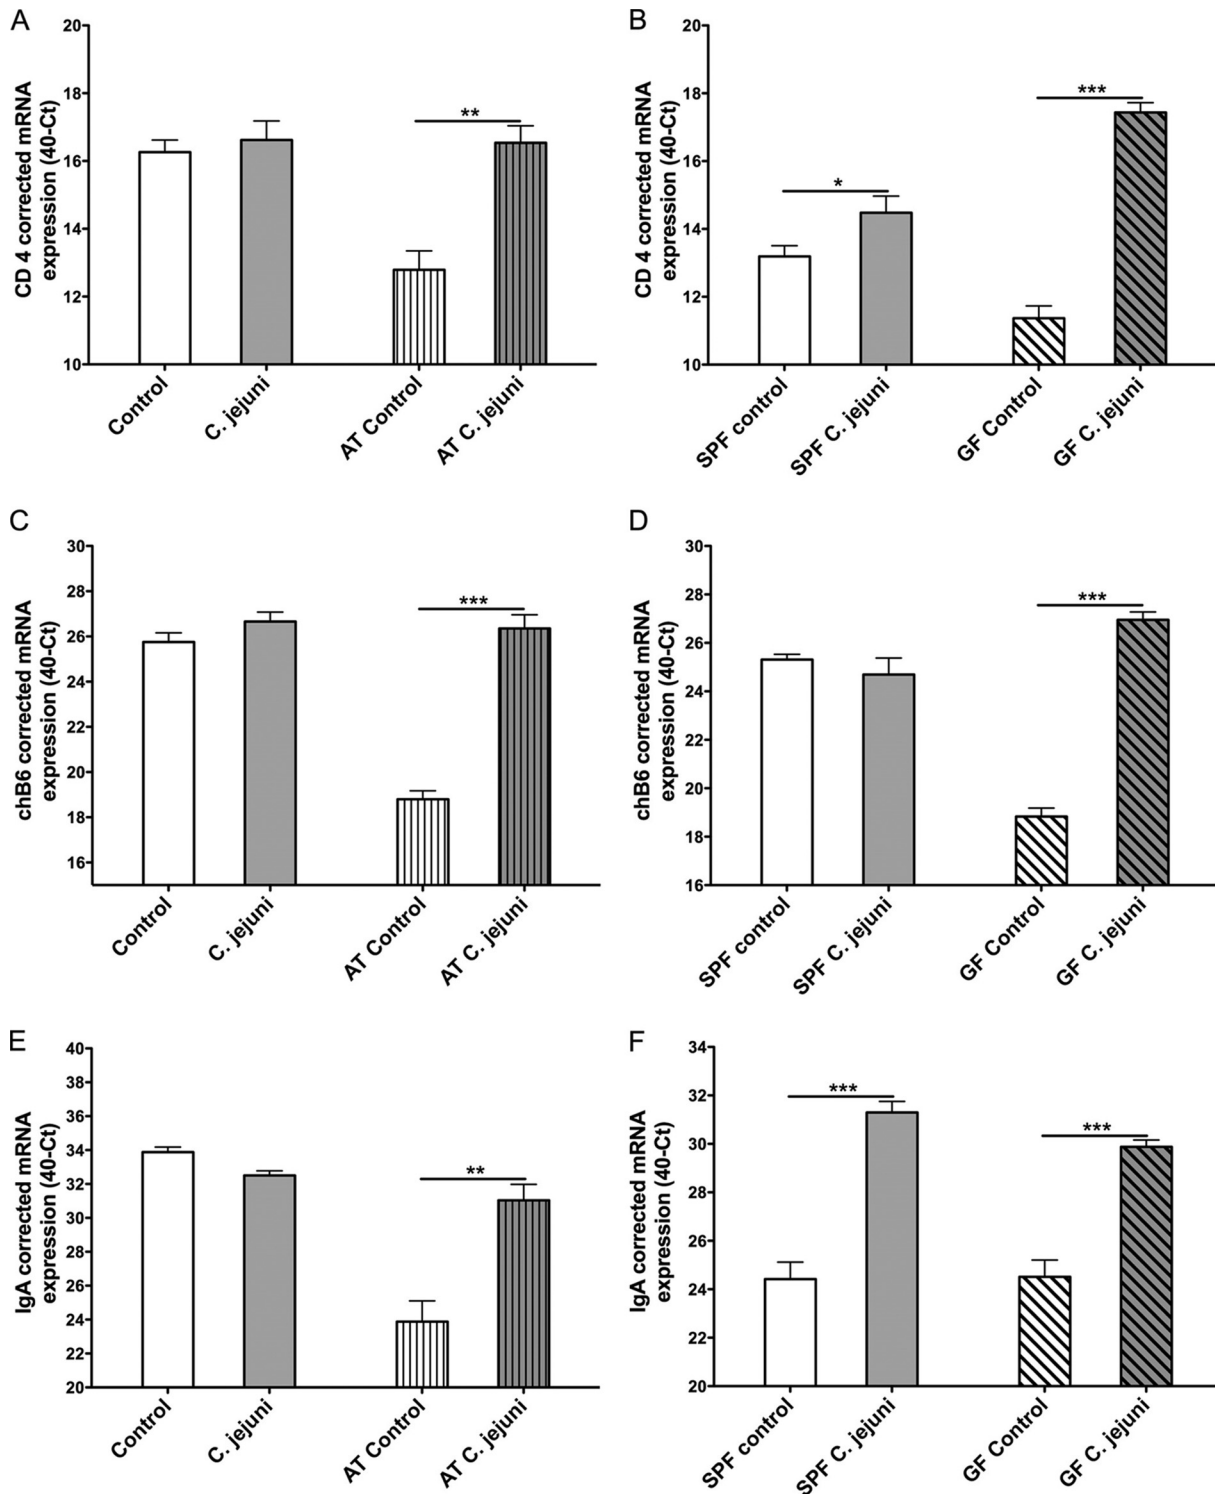 A
CD 4 corrected mRNA
expression (40-Ct)
20
18
16
14
12
10
**
Control
C. jejuni
AT Control
AT C. jejuni
B
CD 4 corrected mRNA
expression (40-Ct)
20
18
16
14
12
10
*
***
SPF control
SPF C. jejuni
GF Control
GF C. jejuni
C
chB6 corrected mRNA
expression (40-Ct)
30
28
26
24
22
20
18
16
***
Control
C. jejuni
AT Control
AT C. jejuni
D
chB6 corrected mRNA
expression (40-Ct)
30
28
26
24
22
20
18
16
***
SPF control
SPF C. jejuni
GF Control
GF C. jejuni
E
IgA corrected mRNA
expression (40-Ct)
40
38
36
34
32
30
28
26
24
22
20
**
Control
C. jejuni
AT Control
AT C. jejuni
F
IgA corrected mRNA
expression (40-Ct)
34
32
30
28
26
24
22
20
***
***
SPF control
SPF C. jejuni
GF Control
GF C. jejuni